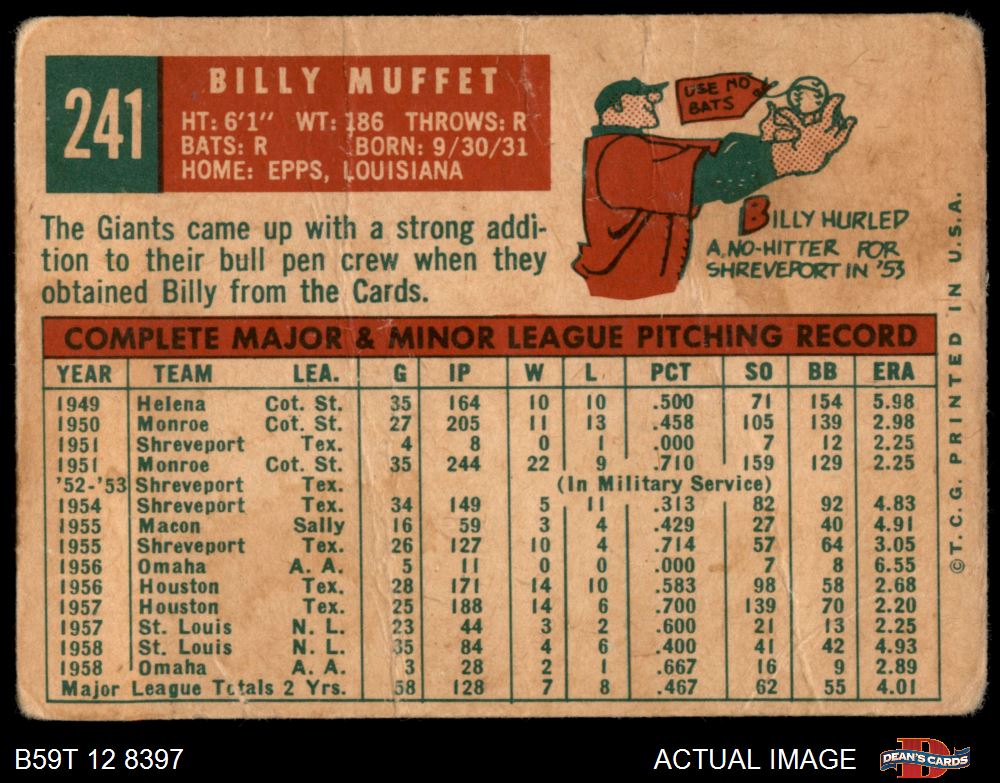 241
BILLY MUFFET
HT: 6'1" WT: 186 THROWS: R
BATS: R BORN: 9/30/31
HOME: EPPS, LOUISIANA
USE NO
BATS
BILLY HURLED
A NO-HITTER FOR
SHREVEPORT IN '53
The Giants came up with a strong addi-
tion to their bull pen crew when they
obtained Billy from the Cards.
COMPLETE MAJOR & MINOR LEAGUE PITCHING RECORD
YEAR TEAM LEA. G IP W L PCT SO BB ERA
1949 Helena Cot. St. 35 164 10 10 .500 71 154 5.98
1950 Monroe Cot. St. 27 205 11 13 .458 105 139 2.98
1951 Shreveport Tex. 4 8 0 1 .000 7 12 2.25
1951 Monroe Cot. St. 35 244 22 9 .710 159 129 2.25
'52-'53 Shreveport Tex. (In Military Service)
1954 Shreveport Tex. 34 149 5 11 .313 82 92 4.83
1955 Macon Sally 16 59 3 4 .429 27 40 4.91
1955 Shreveport Tex. 26 127 10 4 .714 57 64 3.05
1956 Omaha A. A. 5 11 0 0 .000 7 8 6.55
1956 Houston Tex. 28 171 14 10 .583 98 58 2.68
1957 Houston Tex. 25 188 14 6 .700 139 70 2.20
1957 St. Louis N. L. 23 44 3 2 .600 21 13 2.25
1958 St. Louis N. L. 35 84 4 6 .400 41 42 4.93
1958 Omaha A. A. 3 28 2 1 .667 16 9 2.89
Major League Totals 2 Yrs. 58 128 7 8 .467 62 55 4.01
©T. C. G. PRINTED IN U. S. A.
B59T 12 8397
ACTUAL IMAGE
DEAN'S CARDS